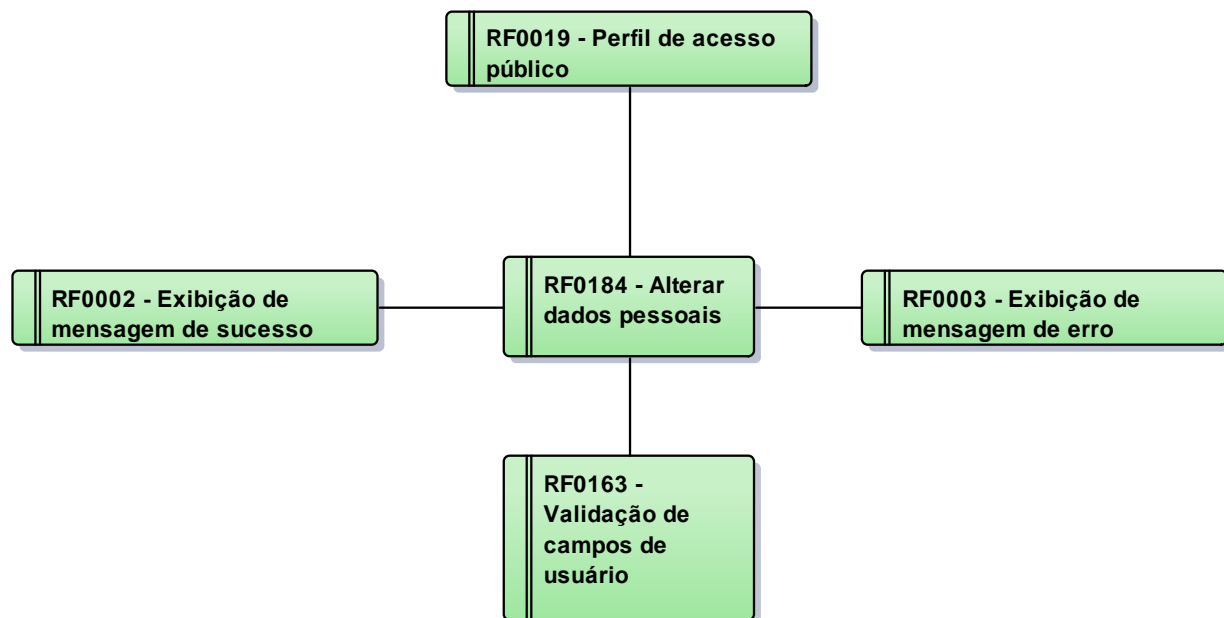 RF0019 - Perfil de acesso
público
RF0002 - Exibição de
mensagem de sucesso
RF0184 - Alterar
dados pessoais
RF0003 - Exibição de
mensagem de erro
RF0163 -
Validação de
campos de
usuário